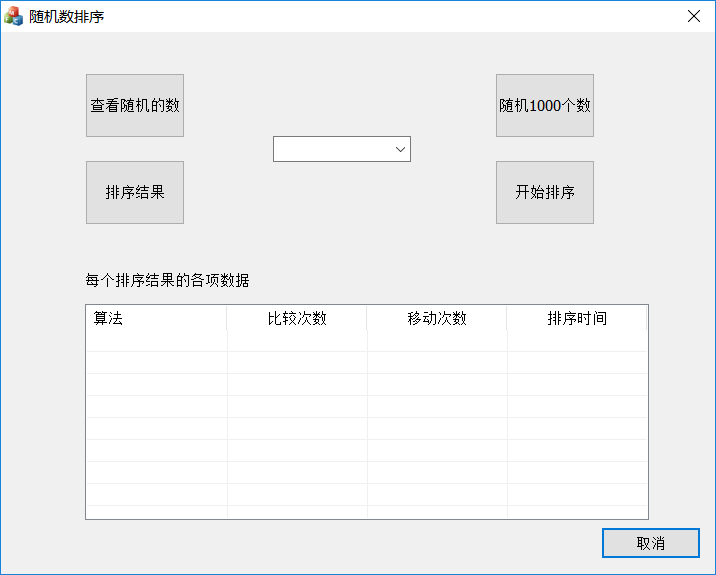 随机数排序
查看随机的数
随机1000个数
排序结果
开始排序
每个排序结果的各项数据
算法 比较次数 移动次数 排序时间
取消